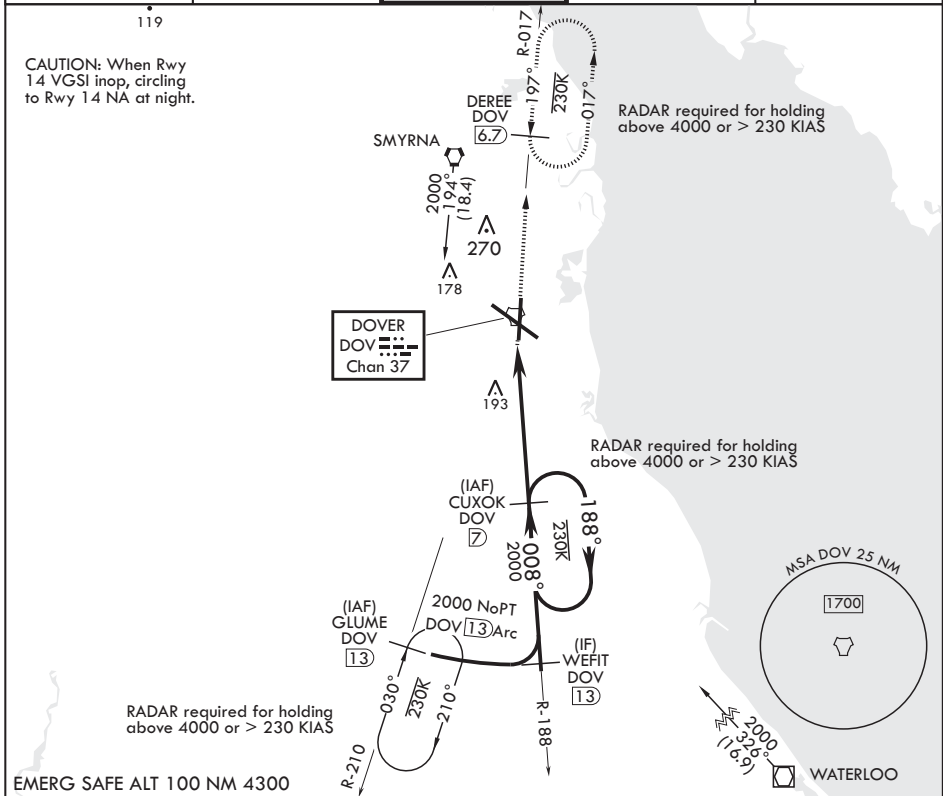 119
CAUTION: When Rwy
14 VGSI inop, circling
to Rwy 14 NA at night.
R-017
197°
230K
017°
DEREE
DOV
6.7
RADAR required for holding
above 4000 or > 230 KIAS
SMYRNA
2000
194°
(18.4)
270
178
DOVER
DOV
Chan 37
193
RADAR required for holding
above 4000 or > 230 KIAS
(IAF)
CUXOK
DOV
7
188°
230K
008°
2000
MSA DOV 25 NM
1700
2000 NoPT
DOV 13 Arc
(IAF)
GLUME
DOV
13
(IF)
WEFIT
DOV
13
030°
230K
210°
R-188
RADAR required for holding
above 4000 or > 230 KIAS
R-210
2000
326°
(16.9)
WATERLOO
EMERG SAFE ALT 100 NM 4300